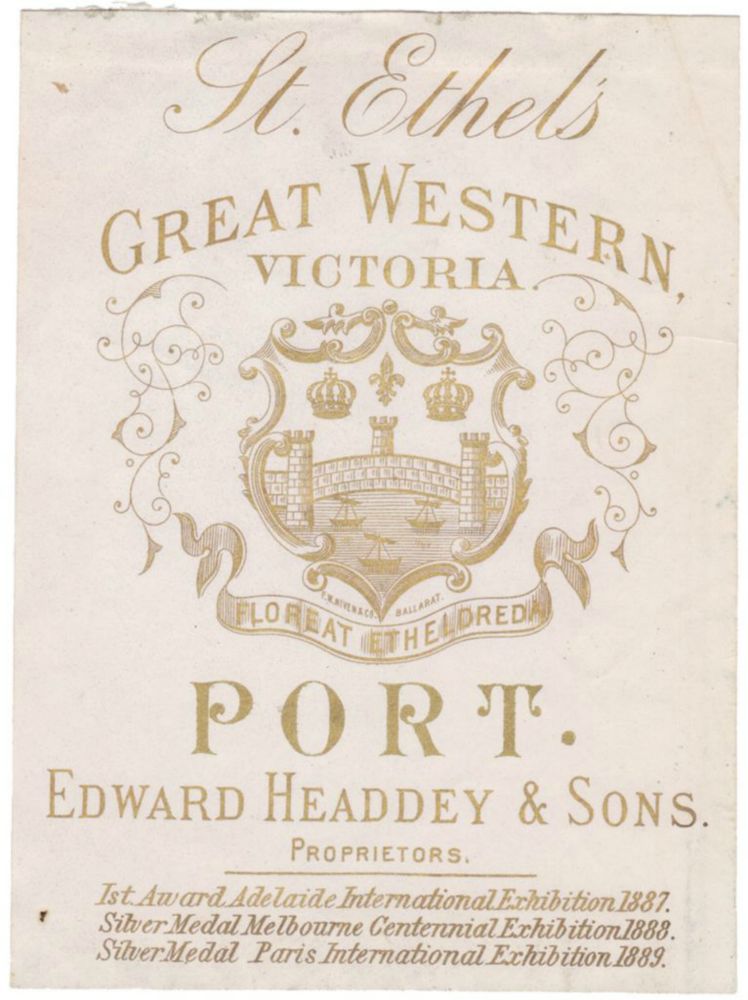 St. Ethel's
GREAT WESTERN,
VICTORIA.
F. W. NIVEN & CO. BALLARAT.
FLOREAT ETHELDREDA
PORT.
EDWARD HEADDEY & SONS.
PROPRIETORS.
1st. Award Adelaide International Exhibition 1887.
Silver Medal Melbourne Centennial Exhibition 1888.
Silver Medal Paris International Exhibition 1889.